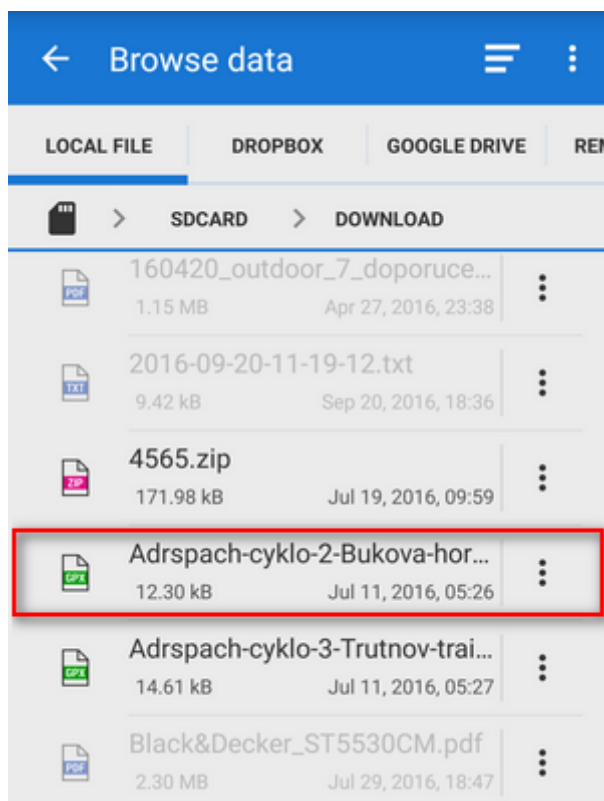 Browse data
LOCAL FILE DROPBOX GOOGLE DRIVE REM
SDCARD DOWNLOAD
160420_outdoor_7_doporuce...
PDF
1.15 MB Apr 27, 2016, 23:38
2016-09-20-11-19-12.txt
TXT
9.42 kB Sep 20, 2016, 18:36
4565.zip
ZIP
171.98 kB Jul 19, 2016, 09:59
Adrspach-cyklo-2-Bukova-hor...
GPX
12.30 kB Jul 11, 2016, 05:26
Adrspach-cyklo-3-Trutnov-trai...
GPX
14.61 kB Jul 11, 2016, 05:27
Black&Decker_ST5530CM.pdf
PDF
2.30 MB Jul 29, 2016, 18:47